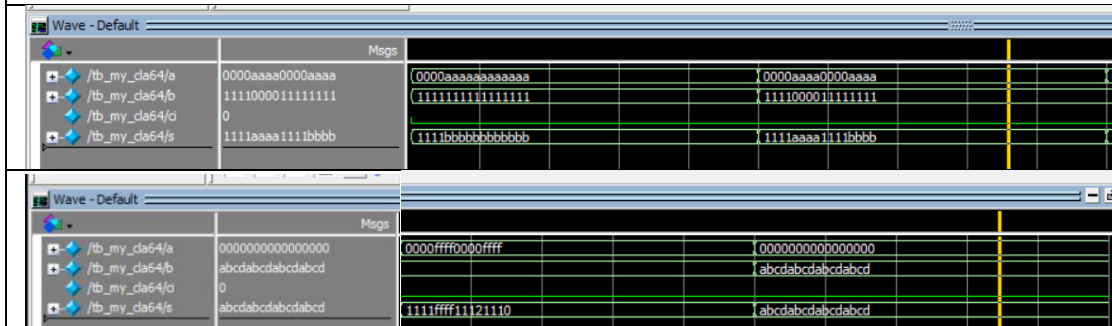 Wave - Default
Msgs
/tb_my_cla64/a 0000aaaa0000aaaa 0000aaaaaaaaaaaa 0000aaaa0000aaaa
/tb_my_cla64/b 1111000011111111 1111111111111111 1111000011111111
/tb_my_cla64/ci 0
/tb_my_cla64/s 1111aaaa1111bbbb 1111bbbbbbbbbbbb 1111aaaa1111bbbb
Wave - Default
Msgs
/tb_my_cla64/a 0000000000000000 0000ffff0000ffff 0000000000000000
/tb_my_cla64/b abcdabcdabcdabcd abcdabcdabcdabcd
/tb_my_cla64/ci 0
/tb_my_cla64/s abcdabcdabcdabcd 1111ffff11121110 abcdabcdabcdabcd